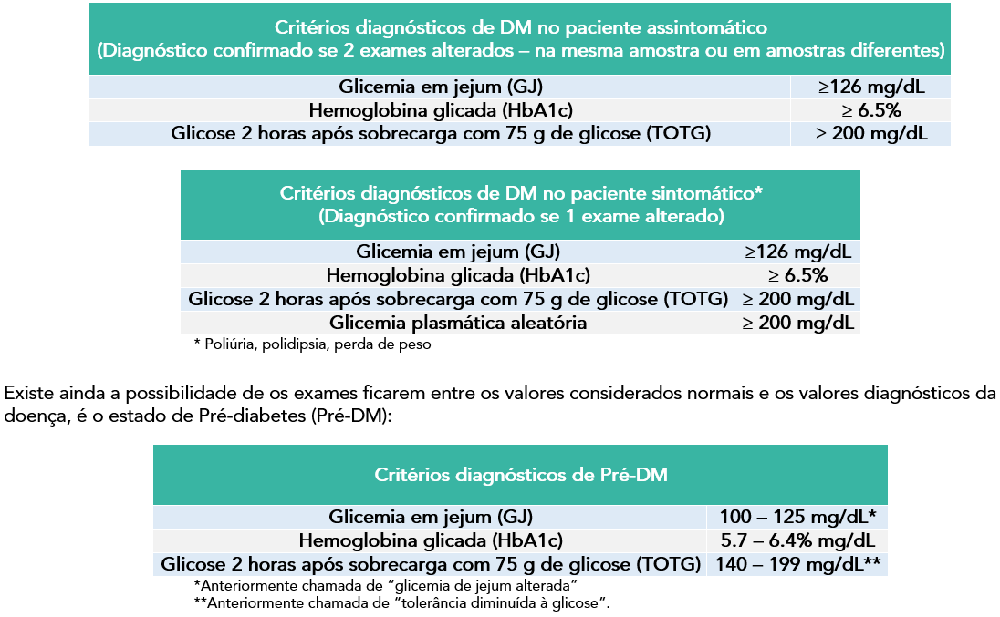 Critérios diagnósticos de DM no paciente assintomático
(Diagnóstico confirmado se 2 exames alterados – na mesma amostra ou em amostras diferentes)
Glicemia em jejum (GJ) ≥126 mg/dL
Hemoglobina glicada (HbA1c) ≥ 6.5%
Glicose 2 horas após sobrecarga com 75 g de glicose (TOTG) ≥ 200 mg/dL
Critérios diagnósticos de DM no paciente sintomático*
(Diagnóstico confirmado se 1 exame alterado)
Glicemia em jejum (GJ) ≥126 mg/dL
Hemoglobina glicada (HbA1c) ≥ 6.5%
Glicose 2 horas após sobrecarga com 75 g de glicose (TOTG) ≥ 200 mg/dL
Glicemia plasmática aleatória ≥ 200 mg/dL
* Poliúria, polidipsia, perda de peso
Existe ainda a possibilidade de os exames ficarem entre os valores considerados normais e os valores diagnósticos da
doença, é o estado de Pré-diabetes (Pré-DM):
Critérios diagnósticos de Pré-DM
Glicemia em jejum (GJ) 100 – 125 mg/dL*
Hemoglobina glicada (HbA1c) 5.7 – 6.4% mg/dL
Glicose 2 horas após sobrecarga com 75 g de glicose (TOTG) 140 – 199 mg/dL**
*Anteriormente chamada de “glicemia de jejum alterada”
**Anteriormente chamada de “tolerância diminuída à glicose”.